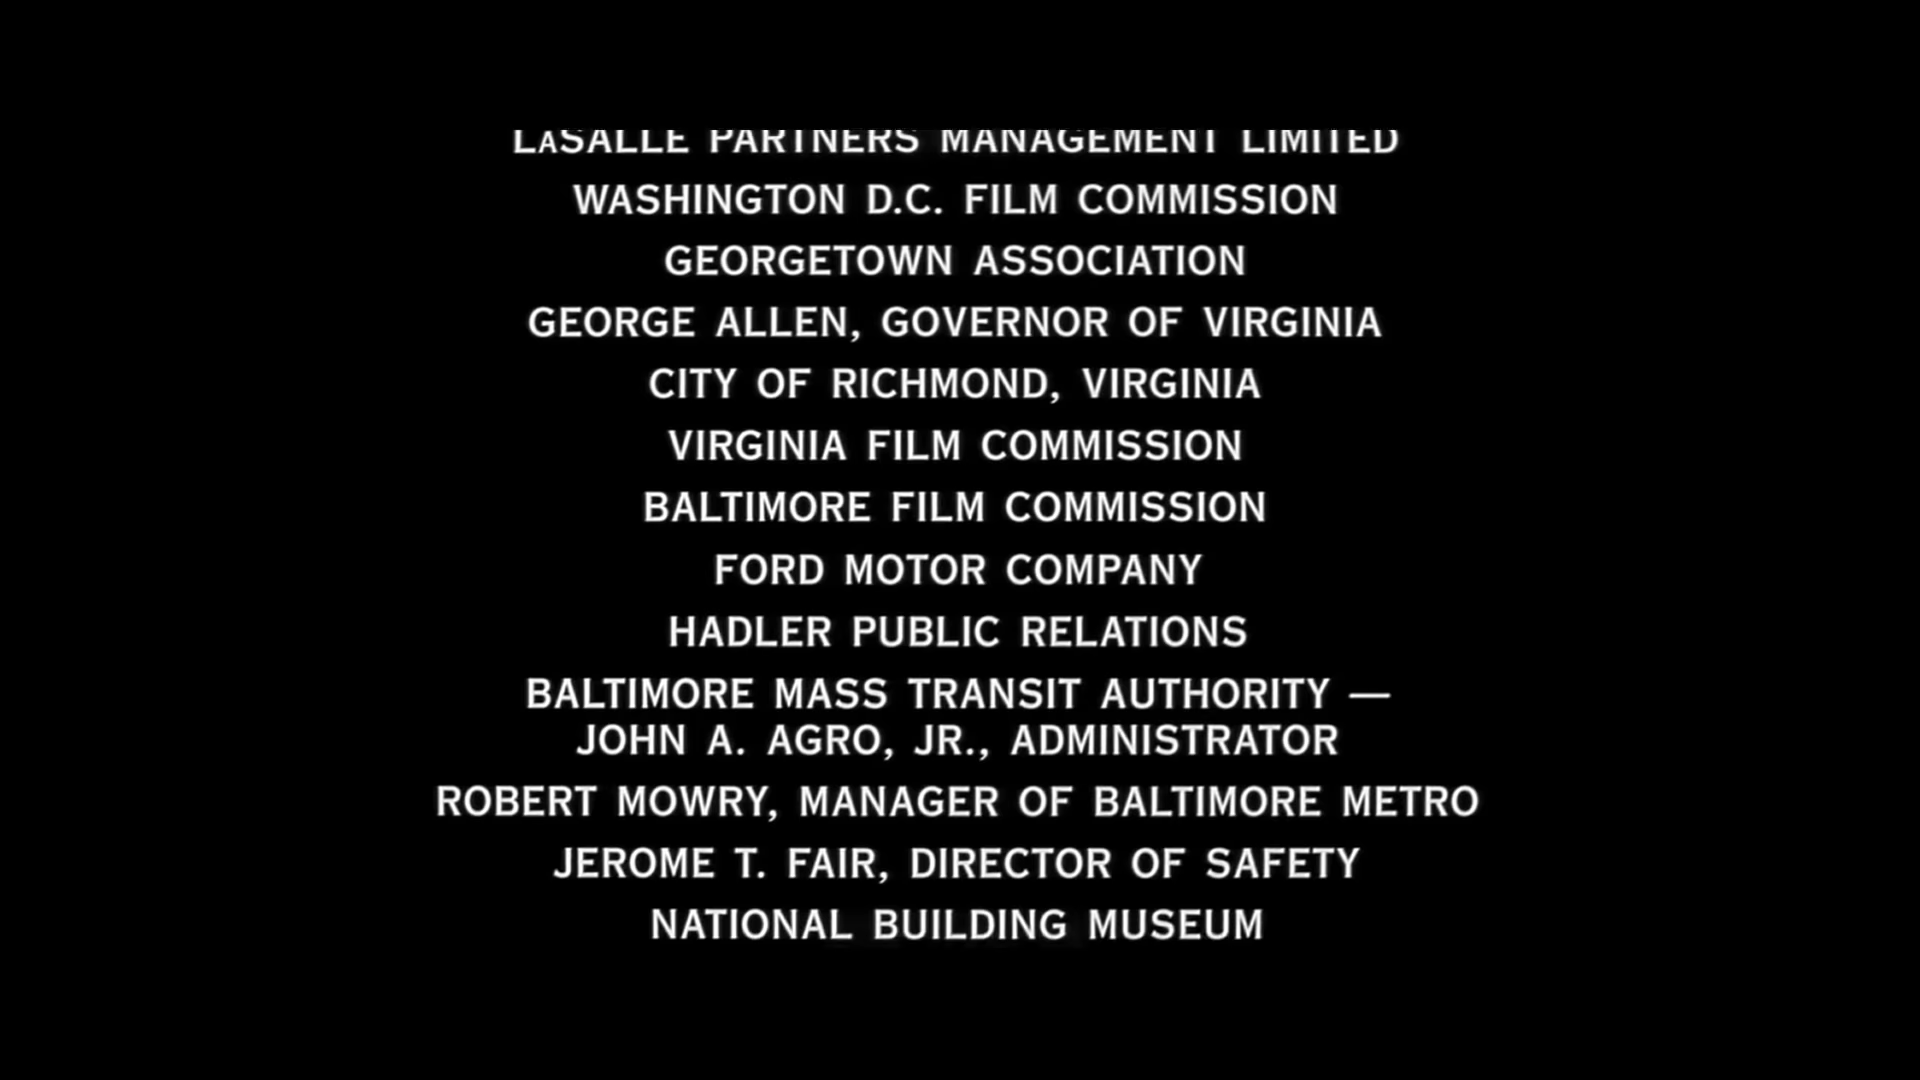 LaSALLE PARTNERS MANAGEMENT LIMITED
WASHINGTON D.C. FILM COMMISSION
GEORGETOWN ASSOCIATION
GEORGE ALLEN, GOVERNOR OF VIRGINIA
CITY OF RICHMOND, VIRGINIA
VIRGINIA FILM COMMISSION
BALTIMORE FILM COMMISSION
FORD MOTOR COMPANY
HADLER PUBLIC RELATIONS
BALTIMORE MASS TRANSIT AUTHORITY —
JOHN A. AGRO, JR., ADMINISTRATOR
ROBERT MOWRY, MANAGER OF BALTIMORE METRO
JEROME T. FAIR, DIRECTOR OF SAFETY
NATIONAL BUILDING MUSEUM